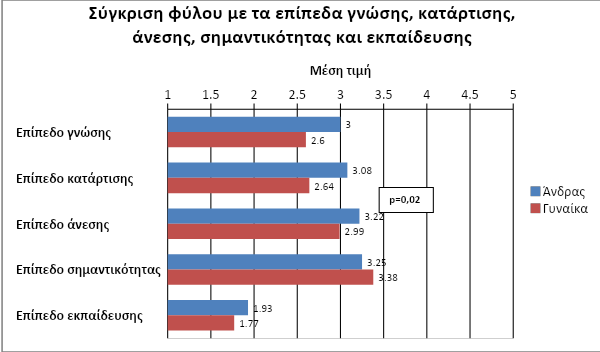 Σύγκριση φύλου με τα επίπεδα γνώσης, κατάρτισης,
άνεσης, σημαντικότητας και εκπαίδευσης
Μέση τιμή
1 1.5 2 2.5 3 3.5 4 4.5 5
Επίπεδο γνώσης
3
2.6
Επίπεδο κατάρτισης
3.08
2.64
p=0,02
Άνδρας
Γυναίκα
Επίπεδο άνεσης
3.22
2.99
Επίπεδο σημαντικότητας
3.25
3.38
Επίπεδο εκπαίδευσης
1.93
1.77